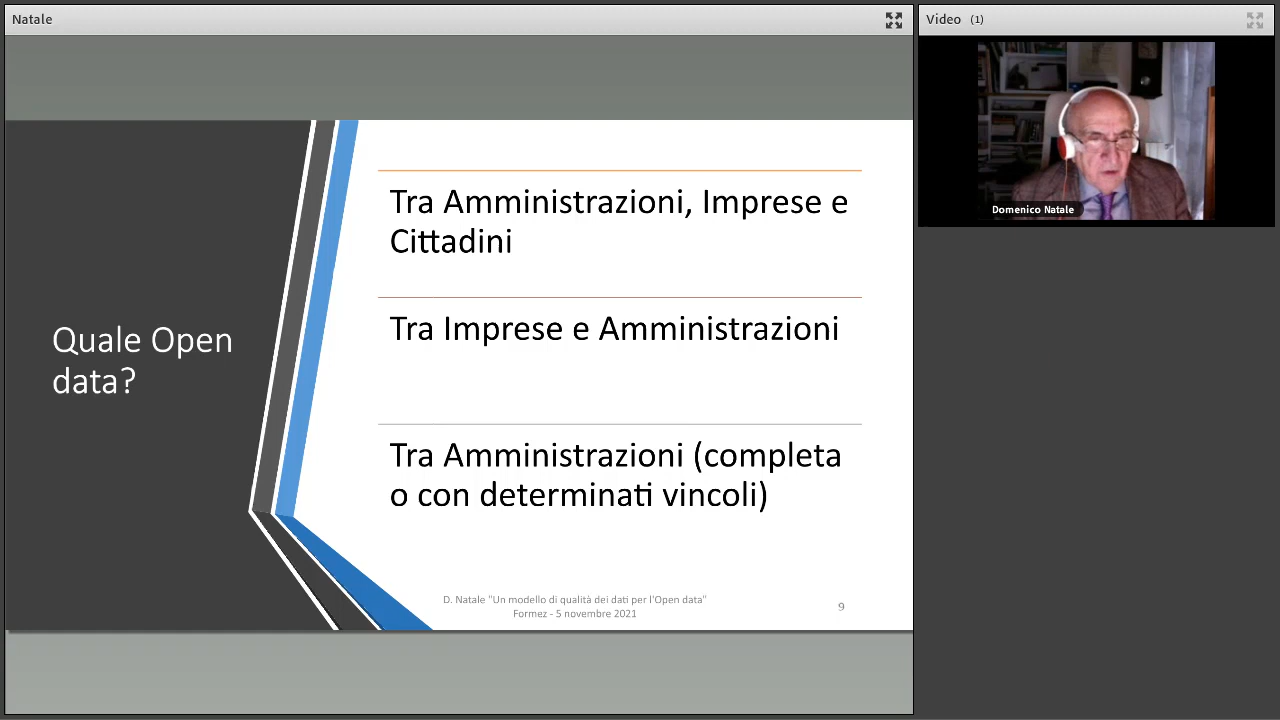 Natale
Video (1)
Domenico Natale
Quale Open
data?
Tra Amministrazioni, Imprese e
Cittadini
Tra Imprese e Amministrazioni
Tra Amministrazioni (completa
o con determinati vincoli)
D. Natale "Un modello di qualità dei dati per l'Open data"
Formez - 5 novembre 2021
9